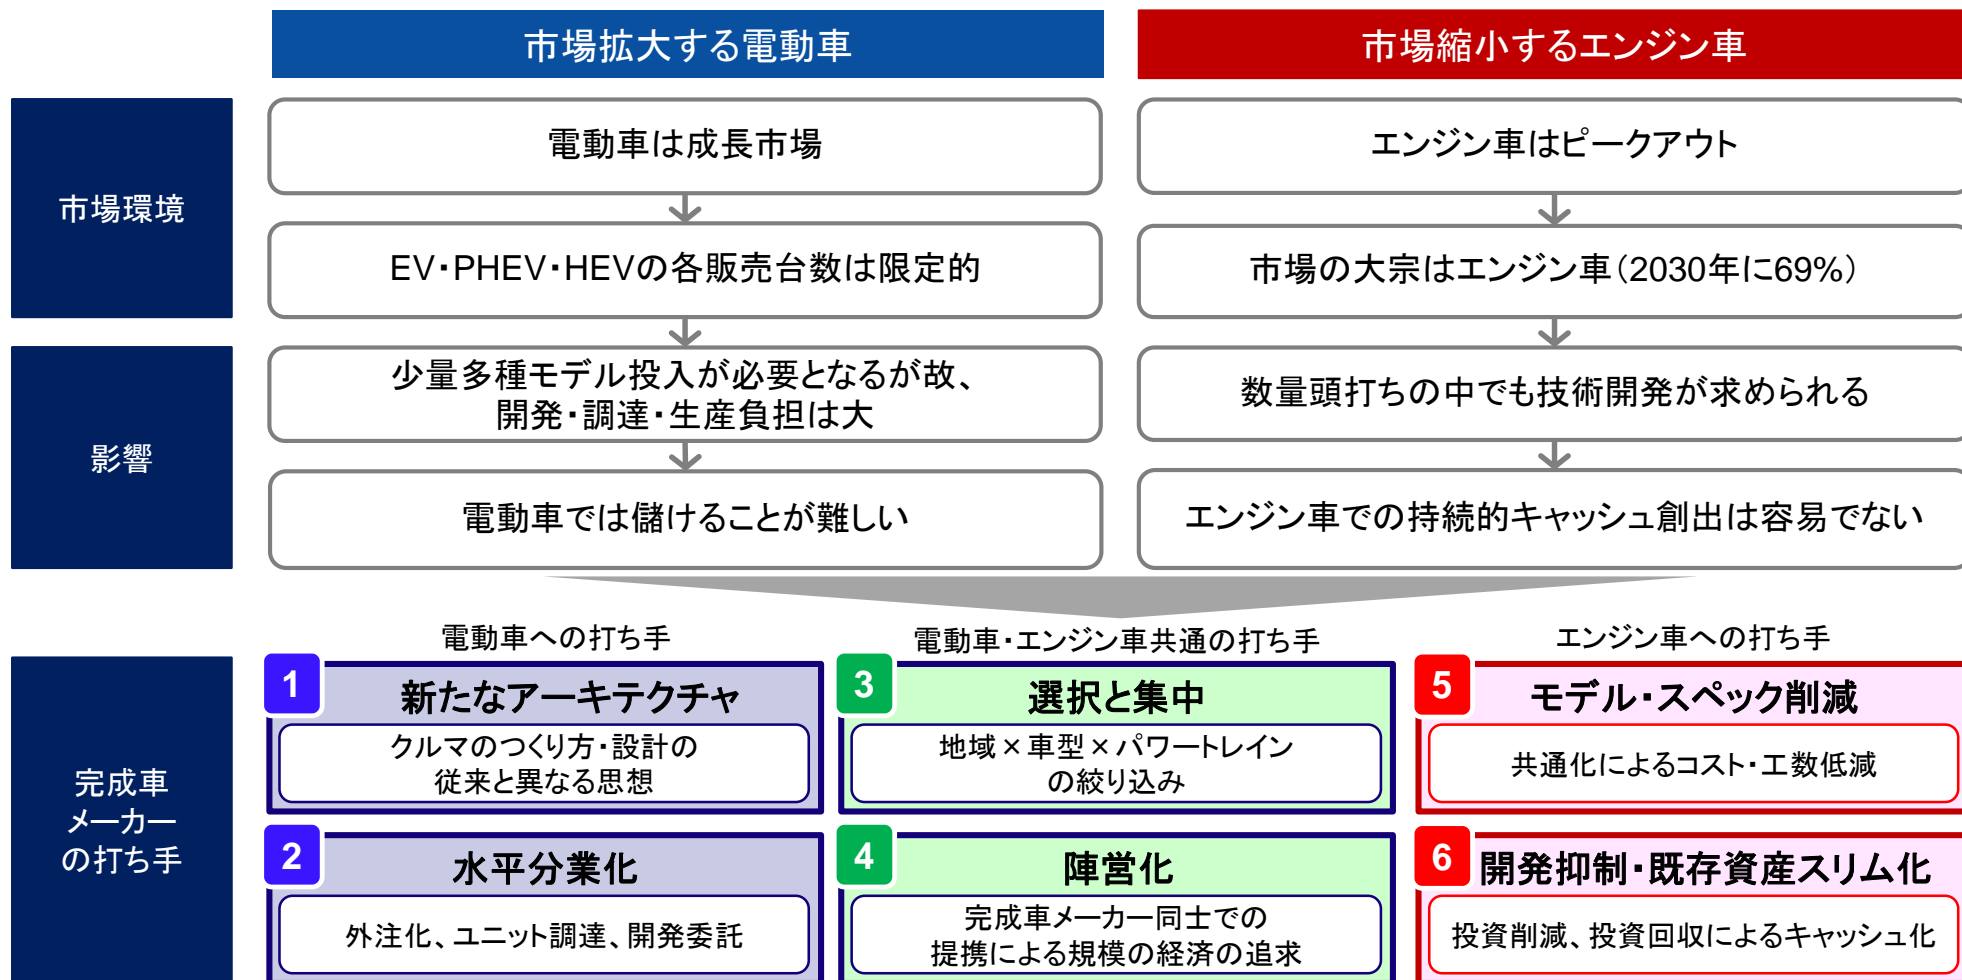 市場拡大する電動車
市場縮小するエンジン車
市場環境
電動車は成長市場
エンジン車はピークアウト
EV・PHEV・HEVの各販売台数は限定的
市場の大宗はエンジン車（2030年に69%）
影響
少量多種モデル投入が必要となるが故、
開発・調達・生産負担は大
数量頭打ちの中でも技術開発が求められる
電動車では儲けることが難しい
エンジン車での持続的キャッシュ創出は容易でない
完成車
メーカー
の打ち手
電動車への打ち手
1
新たなアーキテクチャ
クルマのつくり方・設計の
従来と異なる思想
2
水平分業化
外注化、ユニット調達、開発委託
電動車・エンジン車共通の打ち手
3
選択と集中
地域×車型×パワートレイン
の絞り込み
4
陣営化
完成車メーカー同士での
提携による規模の経済の追求
エンジン車への打ち手
5
モデル・スペック削減
共通化によるコスト・工数低減
6
開発抑制・既存資産スリム化
投資削減、投資回収によるキャッシュ化